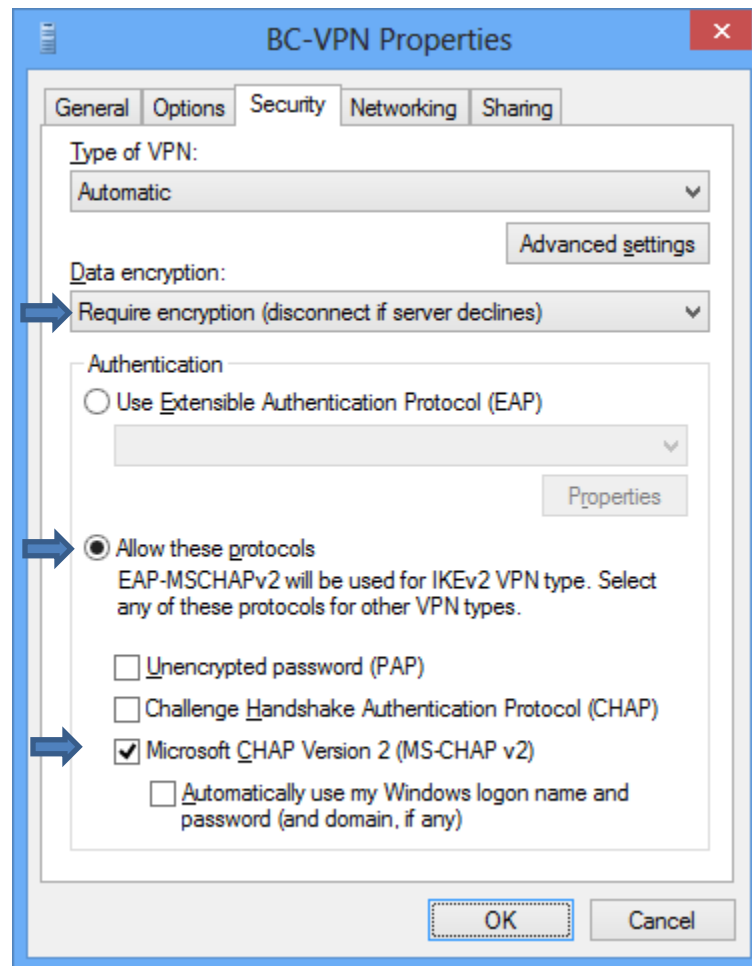 BC-VPN Properties
General Options Security Networking Sharing
Type of VPN:
Automatic
Advanced settings
Data encryption:
Require encryption (disconnect if server declines)
Authentication
Use Extensible Authentication Protocol (EAP)
Properties
Allow these protocols
EAP-MSCHAPv2 will be used for IKEv2 VPN type. Select
any of these protocols for other VPN types.
Unencrypted password (PAP)
Challenge Handshake Authentication Protocol (CHAP)
Microsoft CHAP Version 2 (MS-CHAP v2)
Automatically use my Windows logon name and
password (and domain, if any)
OK Cancel